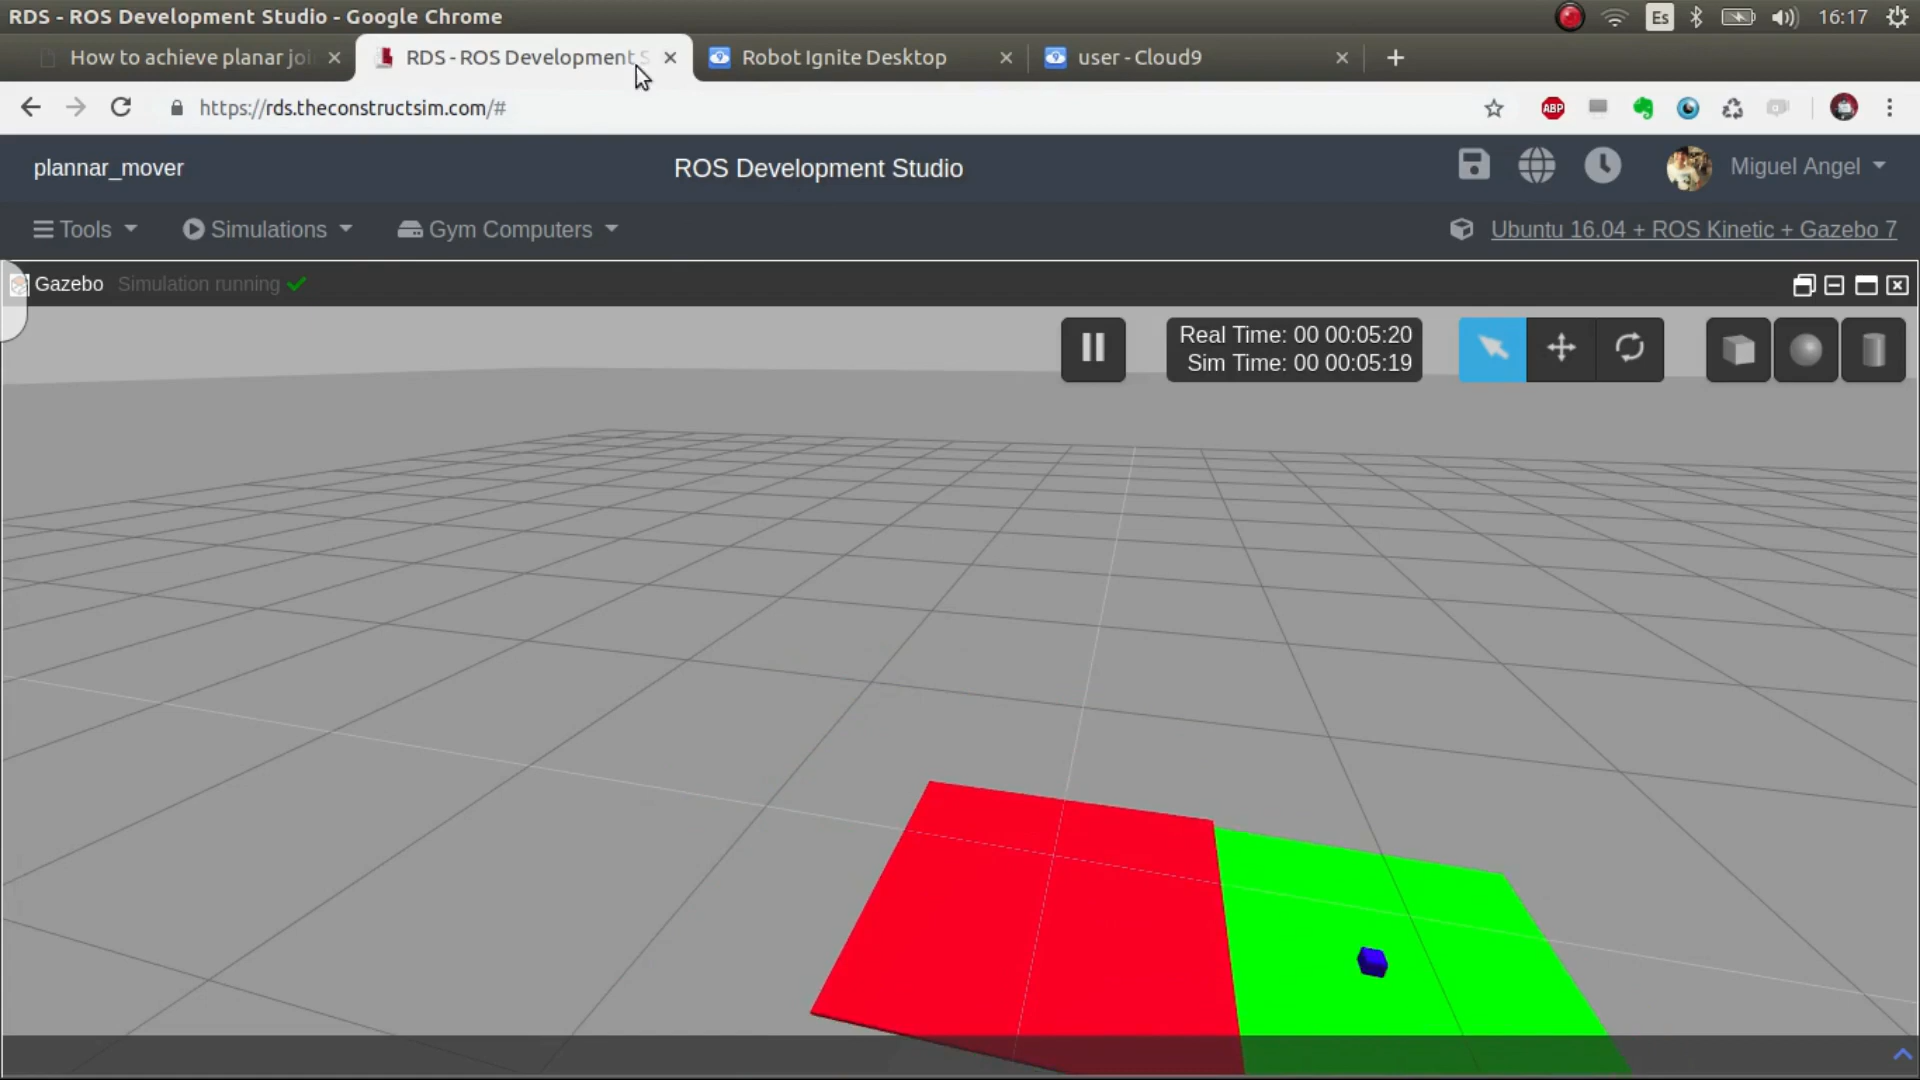 RDS - ROS Development Studio - Google Chrome
Es
16:17
How to achieve planar joi
RDS - ROS Development S
Robot Ignite Desktop
user - Cloud9
https://rds.theconstructsim.com/#
ABP
plannar_mover
ROS Development Studio
Miguel Angel
Tools
Simulations
Gym Computers
Ubuntu 16.04 + ROS Kinetic + Gazebo 7
Gazebo
Simulation running
Real Time: 00 00:05:20
Sim Time: 00 00:05:19